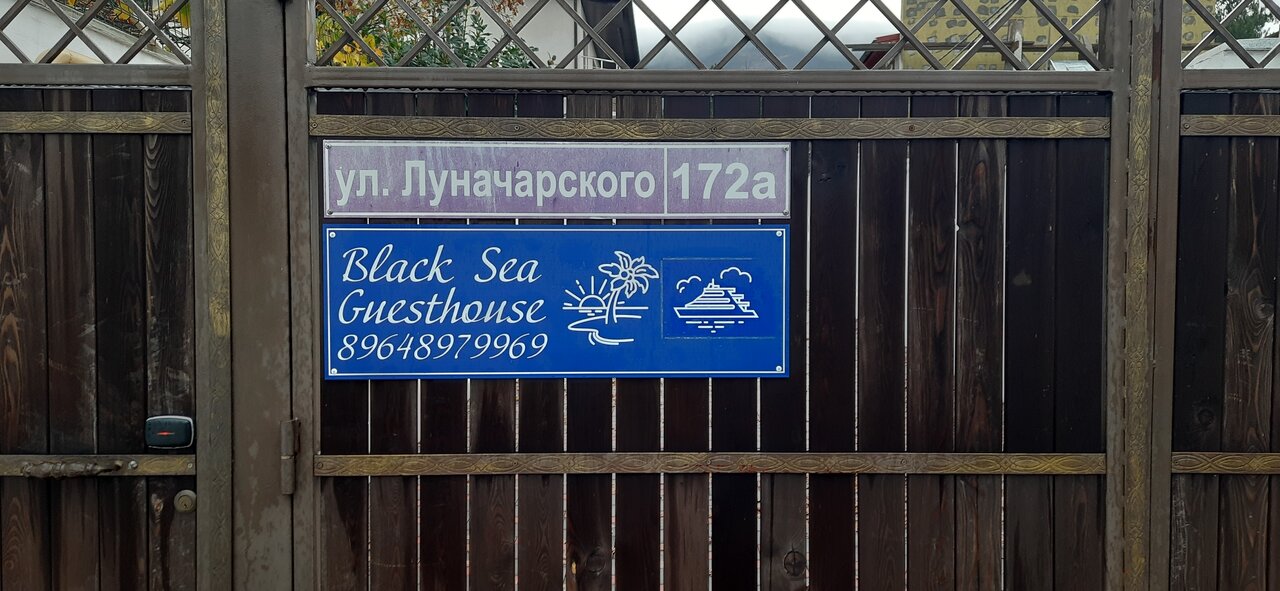 ул. Луначарского 172а
Black Sea
Guesthouse
89648979969